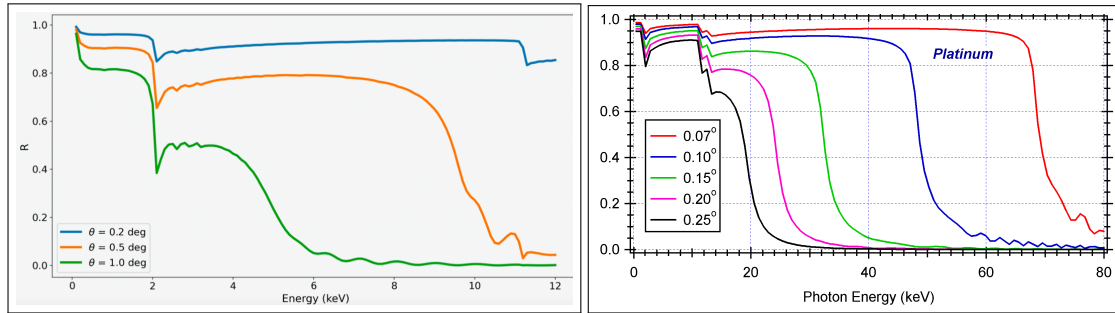 1.0
0.8
0.6
0.4
0.2
0.0
R
θ = 0.2 deg
θ = 0.5 deg
θ = 1.0 deg
0 2 4 6 8 10 12
Energy (keV)
1.0
0.8
0.6
0.4
0.2
0.0
Platinum
0.07°
0.10°
0.15°
0.20°
0.25°
0 20 40 60 80
Photon Energy (keV)